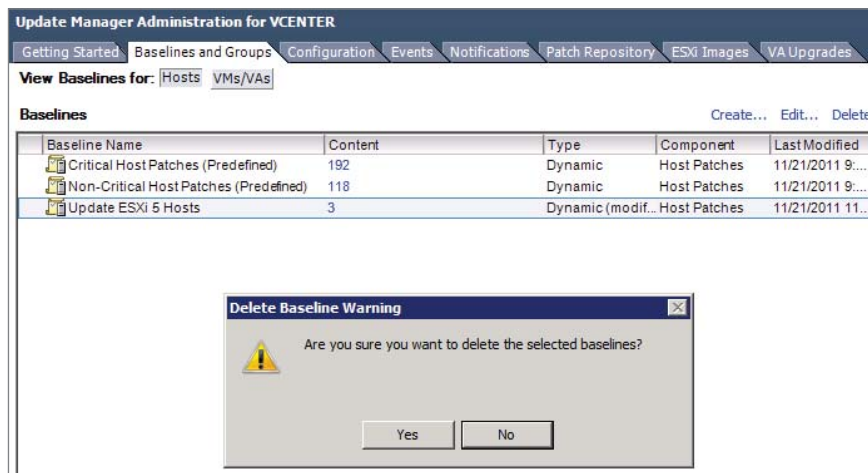 Update Manager Administration for VCENTER
Getting Started Baselines and Groups Configuration Events Notifications Patch Repository ESXi Images VA Upgrades
View Baselines for: Hosts VMs/VAs
Baselines Create... Edit... Delete
Baseline Name Content Type Component Last Modified
Critical Host Patches (Predefined) 192 Dynamic Host Patches 11/21/2011 9:...
Non-Critical Host Patches (Predefined) 118 Dynamic Host Patches 11/21/2011 9:...
Update ESXi 5 Hosts 3 Dynamic (modif... Host Patches 11/21/2011 11...
Delete Baseline Warning
Are you sure you want to delete the selected baselines?
Yes No